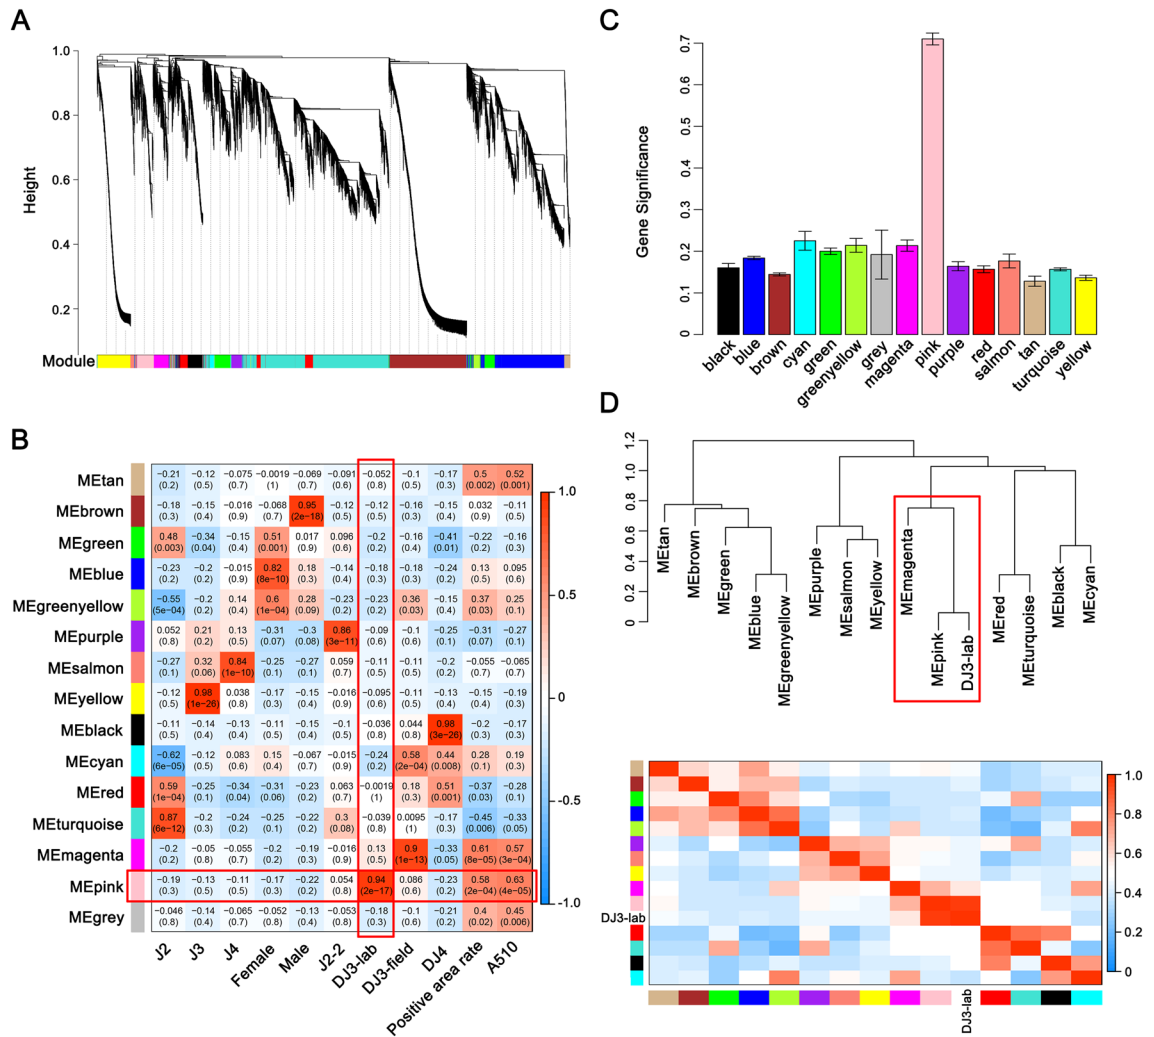 A
1.0
0.8
0.6
0.4
0.2
Height
Module
B
MEtan −0.21 −0.12 −0.075 −0.0019 −0.069 −0.091 −0.052 −0.1 −0.17 0.5 0.52
(0.2) (0.5) (0.7) (1) (0.7) (0.6) (0.8) (0.5) (0.3) (0.002) (0.001)
MEbrown −0.18 −0.15 −0.016 −0.068 0.95 −0.12 −0.12 −0.16 −0.15 0.032 −0.11
(0.3) (0.4) (0.9) (0.7) (2e−18) (0.5) (0.5) (0.3) (0.4) (0.9) (0.5)
MEgreen 0.48 −0.34 −0.15 0.51 0.017 0.096 −0.2 −0.16 −0.41 −0.22 −0.16
(0.003) (0.04) (0.4) (0.001) (0.9) (0.6) (0.2) (0.4) (0.01) (0.2) (0.3)
MEblue −0.23 −0.2 −0.015 0.82 0.18 −0.14 −0.18 −0.18 −0.24 0.13 0.095
(0.2) (0.2) (0.9) (8e−10) (0.3) (0.4) (0.3) (0.3) (0.2) (0.5) (0.6)
MEgreenyellow −0.55 −0.2 0.14 0.6 0.28 −0.23 −0.23 0.36 −0.15 0.37 0.25
(5e−04) (0.2) (0.4) (1e−04) (0.09) (0.2) (0.2) (0.03) (0.4) (0.03) (0.1)
MEpurple 0.052 0.21 0.13 −0.31 −0.3 0.86 −0.09 −0.1 −0.25 −0.31 −0.27
(0.8) (0.2) (0.5) (0.07) (0.08) (3e−11) (0.6) (0.6) (0.1) (0.07) (0.1)
MEsalmon −0.27 0.32 0.84 −0.25 −0.27 0.059 −0.11 −0.11 −0.2 −0.055 −0.065
(0.1) (0.06) (1e−10) (0.1) (0.1) (0.7) (0.5) (0.5) (0.2) (0.7) (0.7)
MEyellow −0.12 0.98 0.038 −0.17 −0.15 −0.016 −0.095 −0.11 −0.13 −0.15 −0.19
(0.5) (1e−26) (0.8) (0.3) (0.4) (0.9) (0.6) (0.5) (0.4) (0.4) (0.3)
MEblack −0.11 −0.14 −0.13 −0.11 −0.15 −0.1 −0.036 0.044 0.98 −0.2 −0.17
(0.5) (0.4) (0.4) (0.5) (0.4) (0.5) (0.8) (0.8) (3e−26) (0.3) (0.3)
MEcyan −0.62 −0.12 0.083 0.15 −0.067 −0.015 −0.24 0.58 0.44 0.28 0.19
(6e−05) (0.5) (0.6) (0.4) (0.7) (0.9) (0.2) (2e−04) (0.008) (0.1) (0.3)
MEred 0.59 −0.25 −0.34 −0.31 −0.23 0.063 −0.0019 0.18 0.51 −0.37 −0.28
(1e−04) (0.1) (0.04) (0.06) (0.2) (0.7) (1) (0.3) (0.001) (0.03) (0.1)
MEturquoise 0.87 −0.2 −0.24 −0.25 −0.22 0.3 −0.039 0.0095 −0.17 −0.45 −0.33
(6e−12) (0.3) (0.2) (0.1) (0.2) (0.08) (0.8) (1) (0.3) (0.006) (0.05)
MEmagenta −0.2 −0.05 −0.055 −0.2 −0.19 −0.016 0.13 0.9 −0.33 0.61 0.57
(0.2) (0.8) (0.7) (0.2) (0.3) (0.9) (0.5) (1e−13) (0.05) (8e−05) (3e−04)
MEpink −0.19 −0.13 −0.11 −0.17 −0.22 0.054 0.94 0.086 −0.23 0.58 0.63
(0.3) (0.5) (0.5) (0.3) (0.2) (0.8) (2e−17) (0.6) (0.2) (2e−04) (4e−05)
MEgrey −0.046 −0.14 −0.065 −0.052 −0.13 −0.053 −0.18 −0.1 −0.21 0.4 0.45
(0.8) (0.4) (0.7) (0.8) (0.4) (0.8) (0.3) (0.6) (0.2) (0.02) (0.006)
J2 J3 J4 Female Male J2-2 DJ3-lab DJ3-field DJ4 Positive area rate A510
1.0
0.5
0
-0.5
-1.0
C
0.7
0.6
0.5
0.4
0.3
0.2
0.1
0
Gene Significance
black blue brown cyan green greenyellow grey magenta pink purple red salmon tan turquoise yellow
D
1.2
1.0
0.8
0.6
0.4
0.2
0
MEtan
MEbrown
MEgreen
MEblue
MEgreenyellow
MEpurple
MEsalmon
MEyellow
MEmagenta
MEpink
DJ3-lab
MEred
MEturquoise
MEblack
MEcyan
DJ3-lab
DJ3-lab
1.0
0.8
0.6
0.4
0.2
0